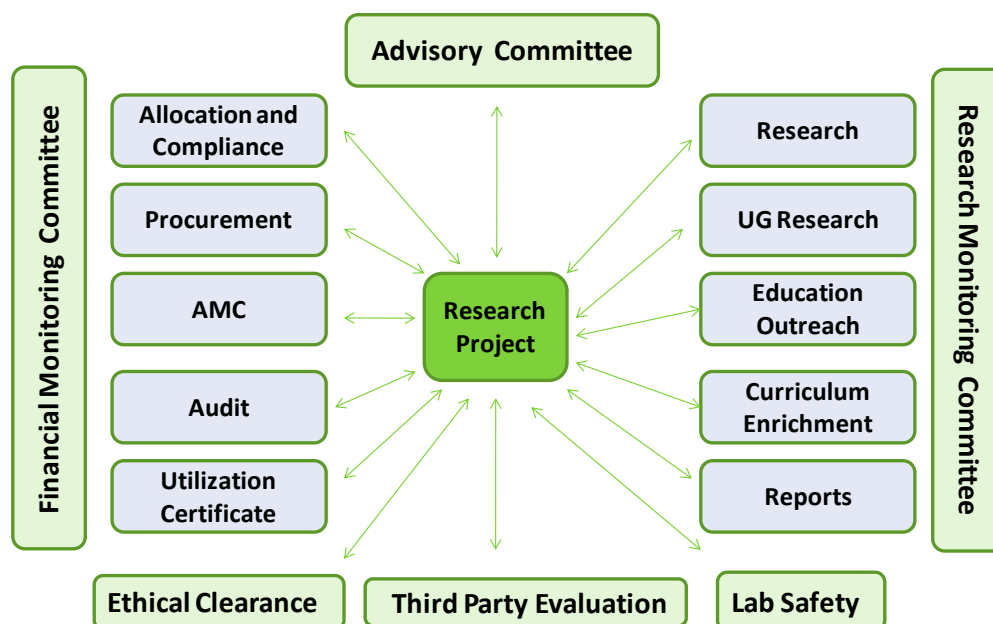 Advisory Committee
Financial Monitoring Committee
Allocation and
Compliance
Procurement
AMC
Audit
Utilization
Certificate
Research
Project
Research
UG Research
Education
Outreach
Curriculum
Enrichment
Reports
Research Monitoring Committee
Ethical Clearance
Third Party Evaluation
Lab Safety